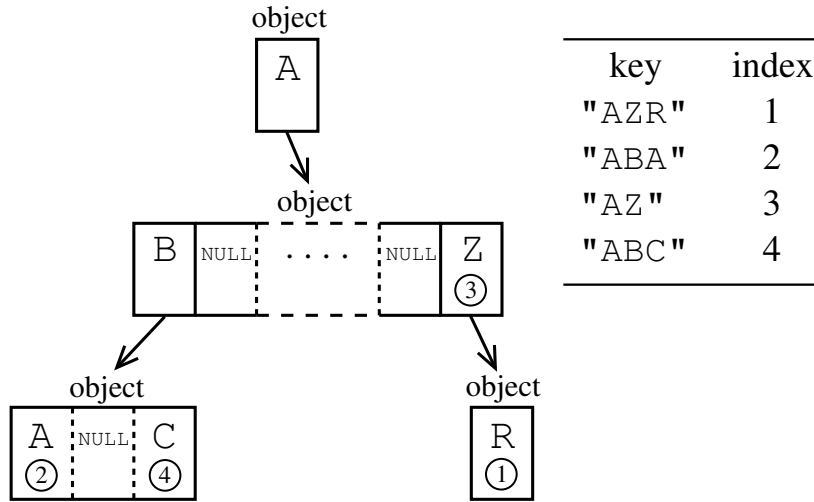 object
A
object
B NULL .... NULL Z
③
object
A NULL C
② ④
object
R
①
key index
"AZR" 1
"ABA" 2
"AZ" 3
"ABC" 4